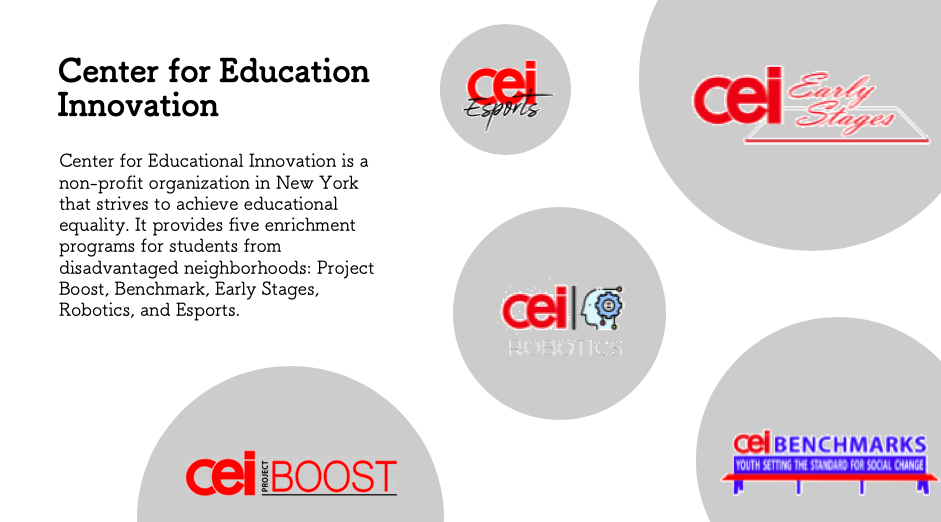 Center for Education
Innovation
Center for Educational Innovation is a
non-profit organization in New York
that strives to achieve educational
equality. It provides five enrichment
programs for students from
disadvantaged neighborhoods: Project
Boost, Benchmark, Early Stages,
Robotics, and Esports.
cei
Esports
cei Early
Stages
cei
ROBOTICS
cei PROJECT BOOST
cei BENCHMARKS
YOUTH SETTING THE STANDARD FOR SOCIAL CHANGE